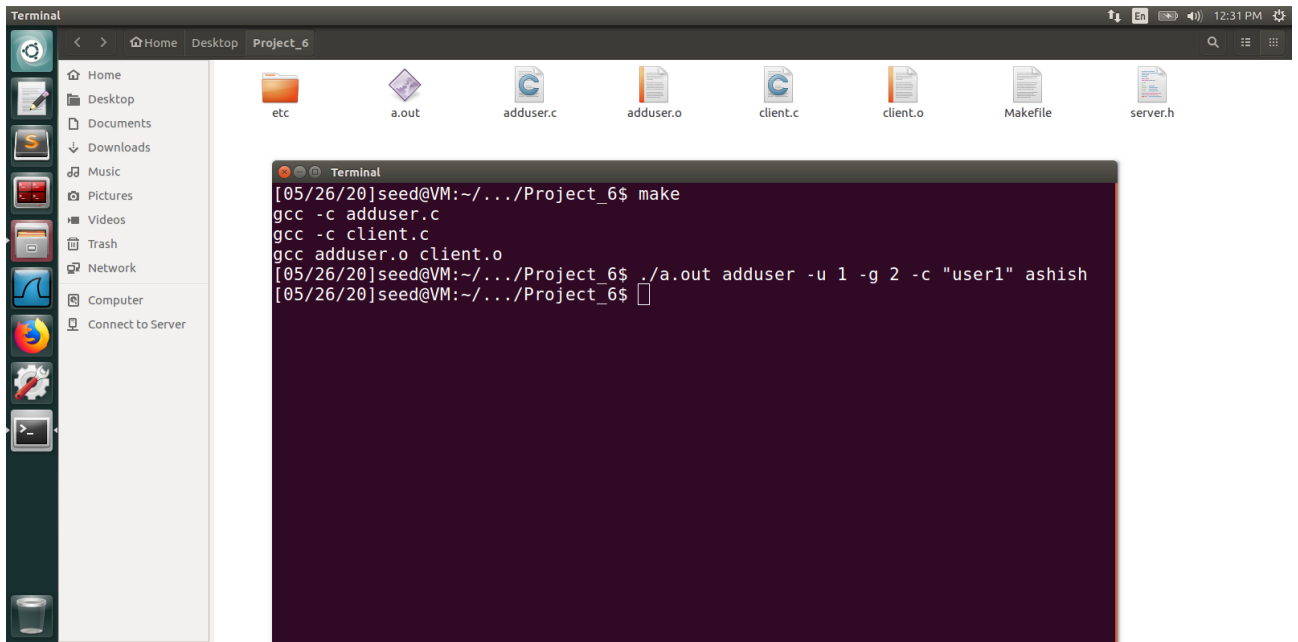 Terminal
En
12:31 PM
Home Desktop Project_6
Home
Desktop
Documents
Downloads
Music
Pictures
Videos
Trash
Network
Computer
Connect to Server
etc a.out adduser.c adduser.o client.c client.o Makefile server.h
Terminal
[05/26/20]seed@VM:~/.../Project_6$ make
gcc -c adduser.c
gcc -c client.c
gcc adduser.o client.o
[05/26/20]seed@VM:~/.../Project_6$ ./a.out adduser -u 1 -g 2 -c "user1" ashish
[05/26/20]seed@VM:~/.../Project_6$